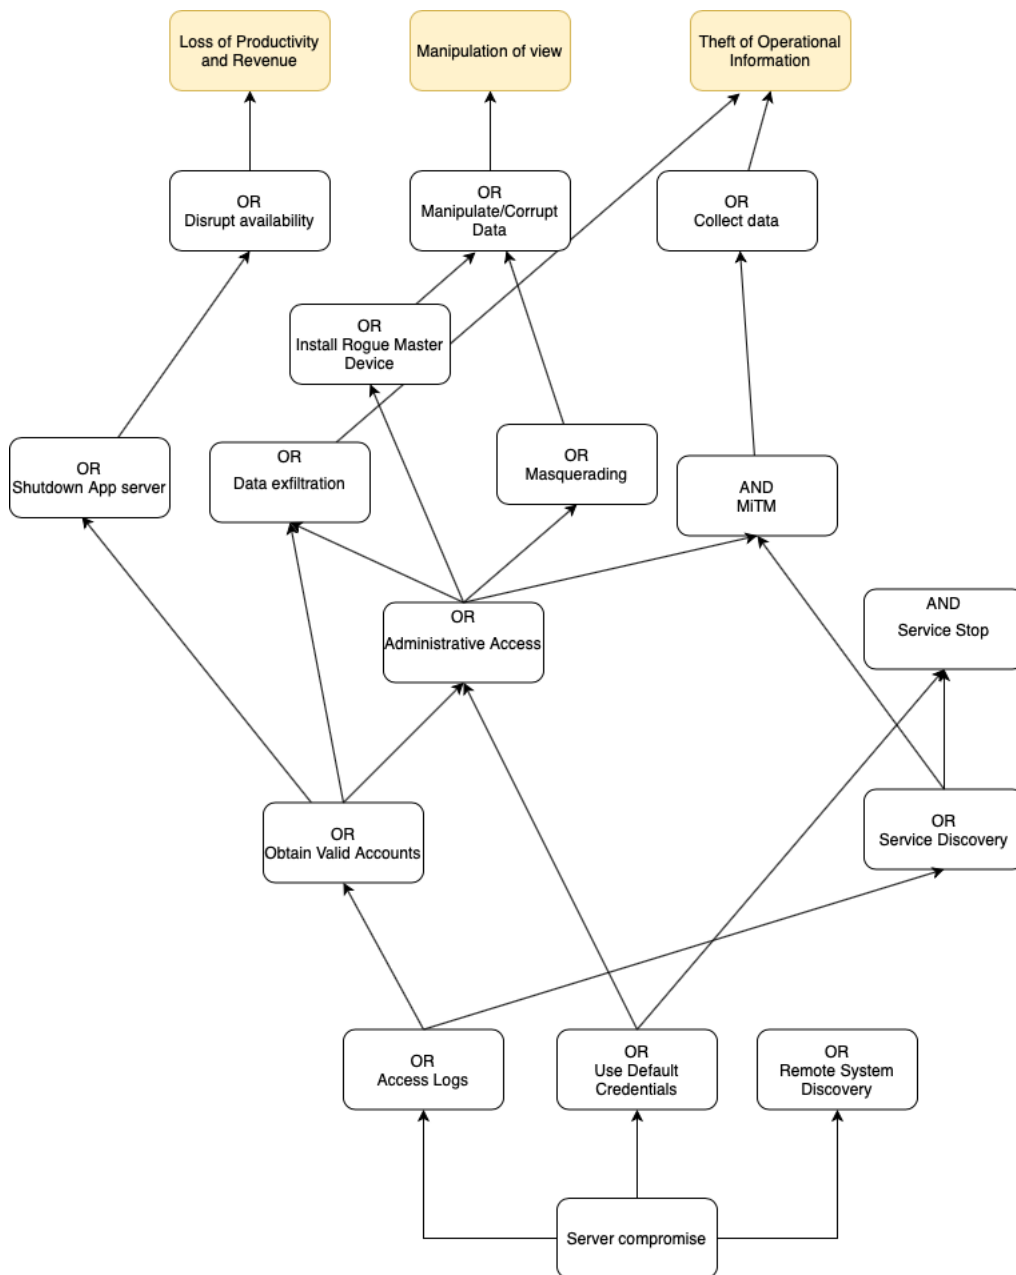 Loss of Productivity
and Revenue
Manipulation of view
Theft of Operational
Information
OR
Disrupt availability
OR
Manipulate/Corrupt
Data
OR
Collect data
OR
Install Rogue Master
Device
OR
Shutdown App server
OR
Data exfiltration
OR
Masquerading
AND
MiTM
OR
Administrative Access
AND
Service Stop
OR
Obtain Valid Accounts
OR
Service Discovery
OR
Access Logs
OR
Use Default
Credentials
OR
Remote System
Discovery
Server compromise